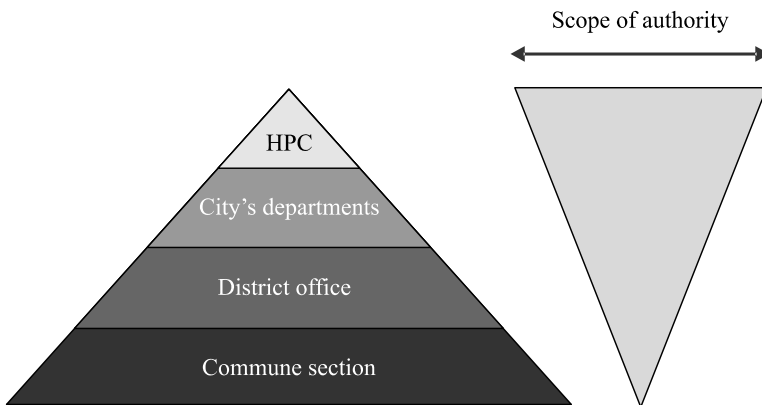 Scope of authority
HPC
City's departments
District office
Commune section